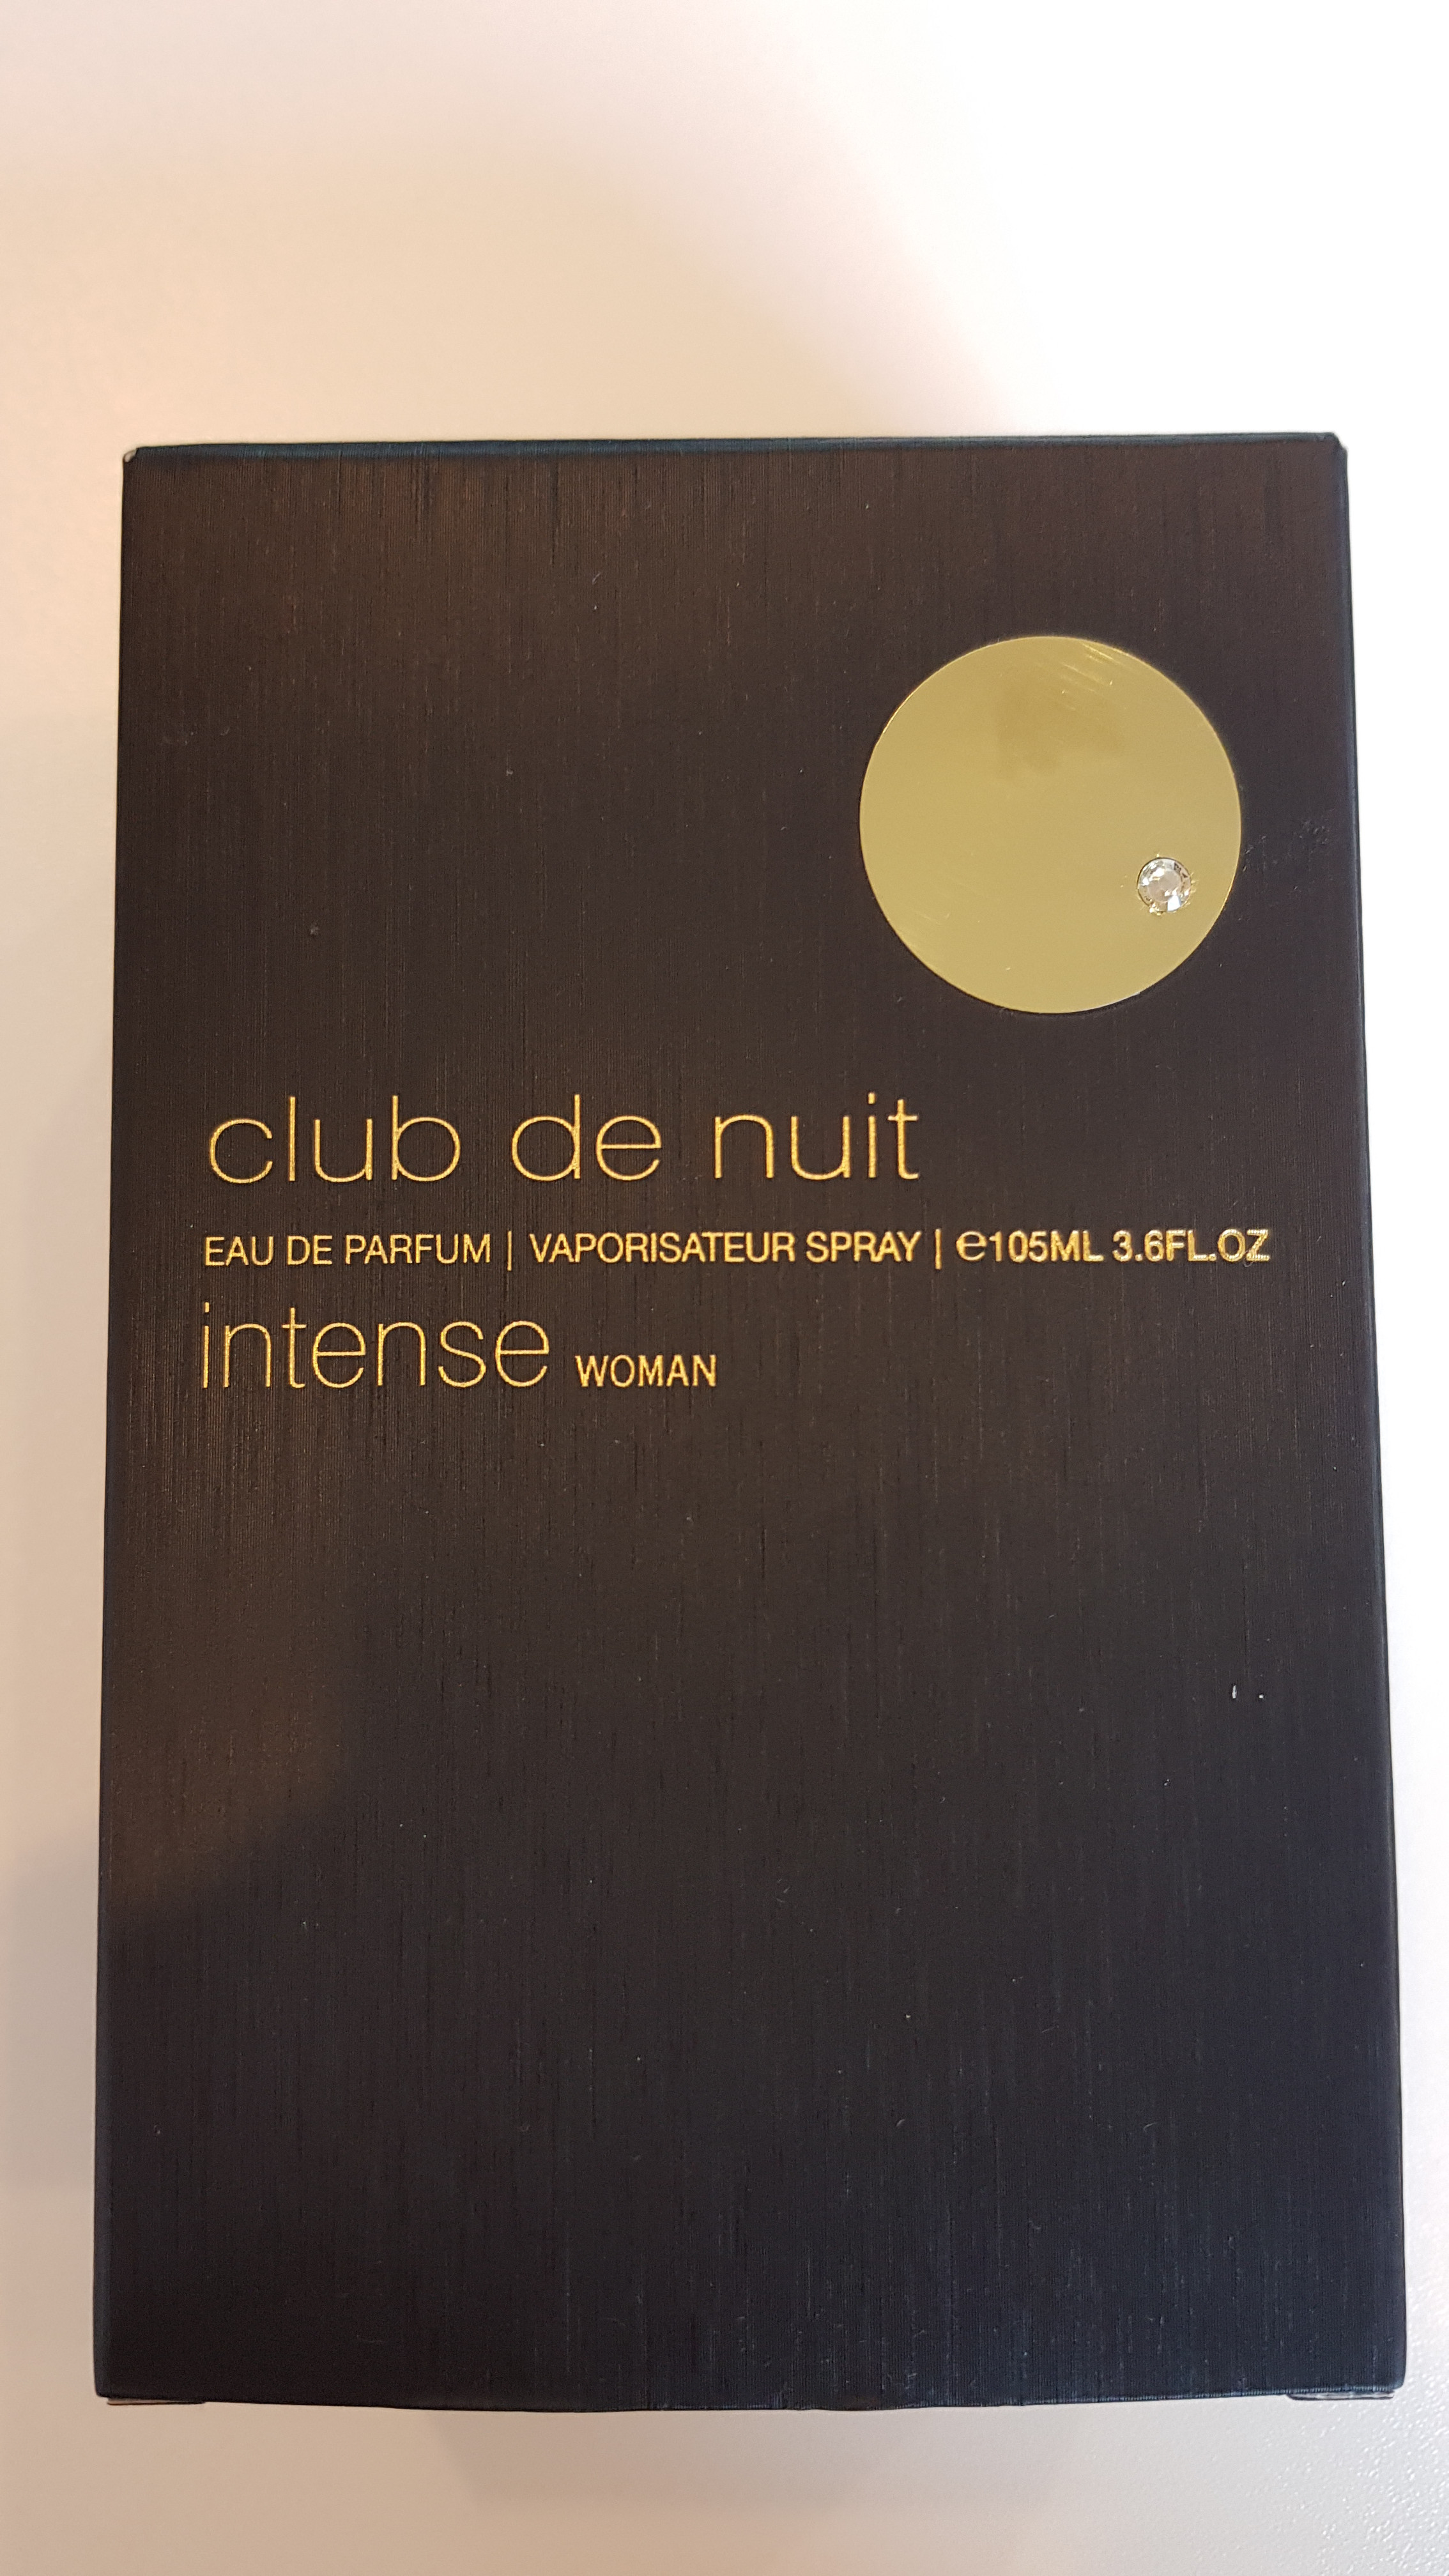 club de nuit
EAU DE PARFUM | VAPORISATEUR SPRAY | ℮105ML 3.6FL.OZ
intense WOMAN